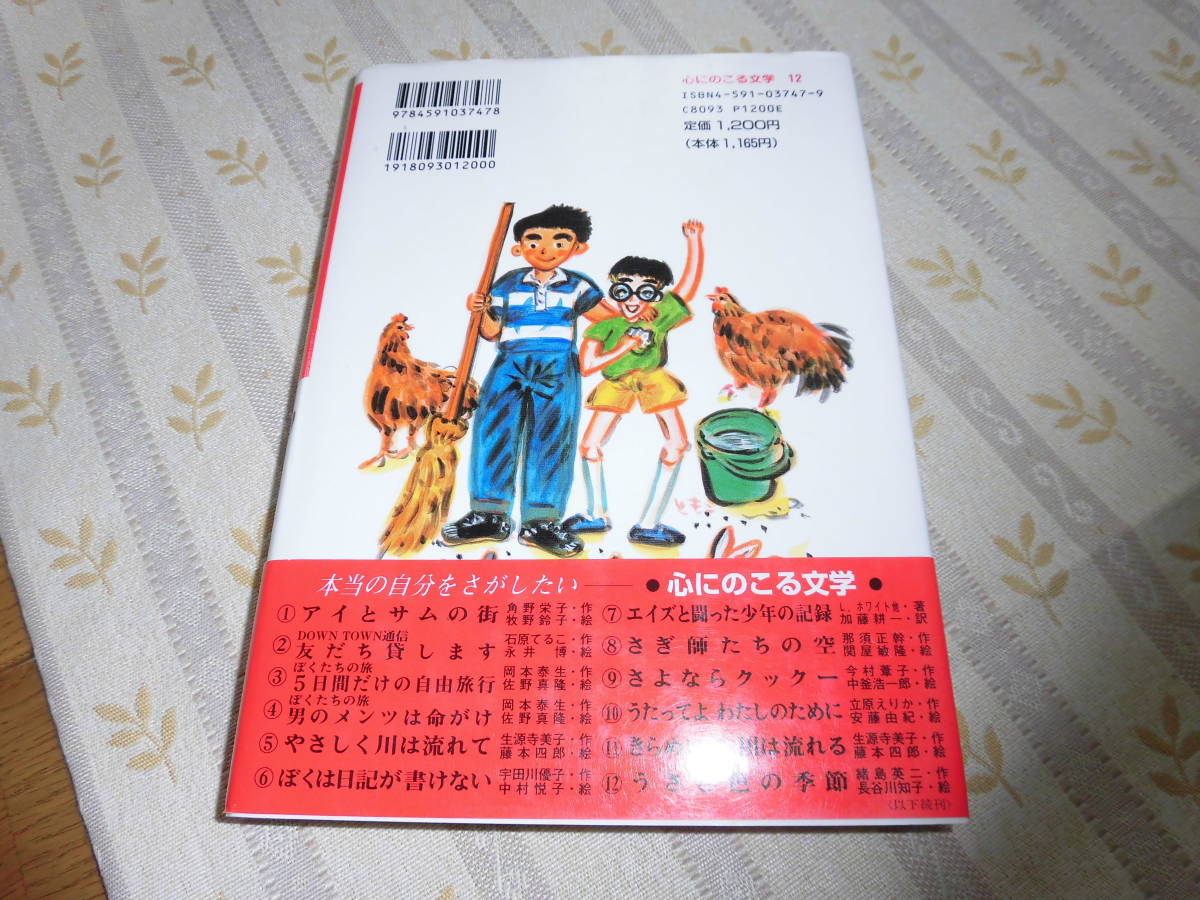 9784591037478
1918093012000
心にのこる文学 12
ISBN4-591-03747-9
C8093 P1200E
定価 1,200円
(本体 1,165円)
本当の自分をさがしたい——●心にのこる文学●
①アイとサムの街 角野栄子・作 牧野鈴子・絵
DOWN TOWN通信
②友だち貸します 石原てるこ・作 永井博・絵
ぼくたちの旅
③5日間だけの自由旅行 岡本泰生・作 佐野真隆・絵
ぼくたちの旅
④男のメンツは命がけ 岡本泰生・作 佐野真隆・絵
⑤やさしく川は流れて 生源寺美子・作 藤本四郎・絵
⑥ぼくは日記が書けない 宇田川優子・作 中村悦子・絵
⑦エイズと闘った少年の記録 L.ホワイト他・著 加藤耕一・訳
⑧さぎ師たちの空 那須正幹・作 関屋敏隆・絵
⑨さよならクックー 今村葦子・作 中釜浩一郎・絵
⑩うたってよ わたしのために 立原えりか・作 安藤由紀・絵
⑪きらめ 川は流れる 生源寺美子・作 藤本四郎・絵
⑫うさ 色の季節 緒島英二・作 長谷川知子・絵
(以下続刊)